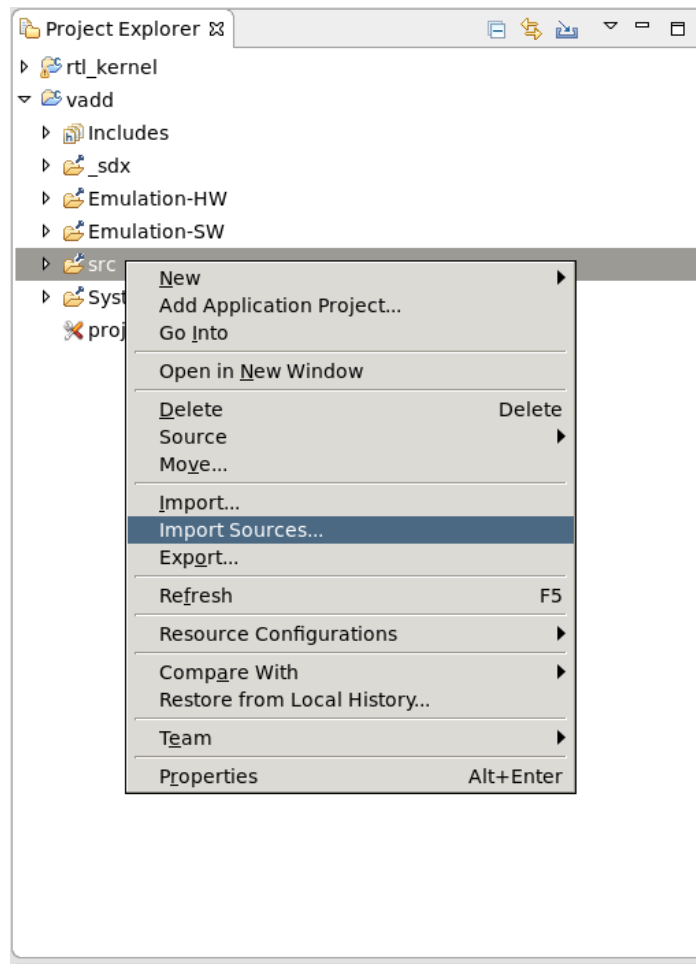 Project Explorer
rtl_kernel
vadd
Includes
_sdx
Emulation-HW
Emulation-SW
src
Syst
proj
New
Add Application Project...
Go Into
Open in New Window
Delete Delete
Source
Move...
Import...
Import Sources...
Export...
Refresh F5
Resource Configurations
Compare With
Restore from Local History...
Team
Properties Alt+Enter